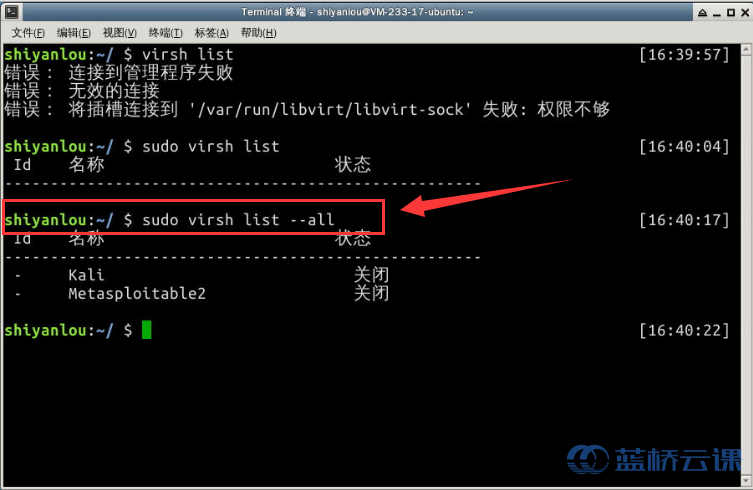 Terminal 终端 - shiyanlou@VM-233-17-ubuntu: ~
文件(F) 编辑(E) 视图(V) 终端(T) 标签(A) 帮助(H)
shiyanlou:~/ $ virsh list [16:39:57]
错误： 连接到管理程序失败
错误： 无效的连接
错误： 将插槽连接到 '/var/run/libvirt/libvirt-sock' 失败: 权限不够
shiyanlou:~/ $ sudo virsh list [16:40:04]
Id 名称 状态
----------------------------------------------------
shiyanlou:~/ $ sudo virsh list --all [16:40:17]
Id 名称 状态
----------------------------------------------------
- Kali 关闭
- Metasploitable2 关闭
shiyanlou:~/ $ [16:40:22]
蓝桥云课